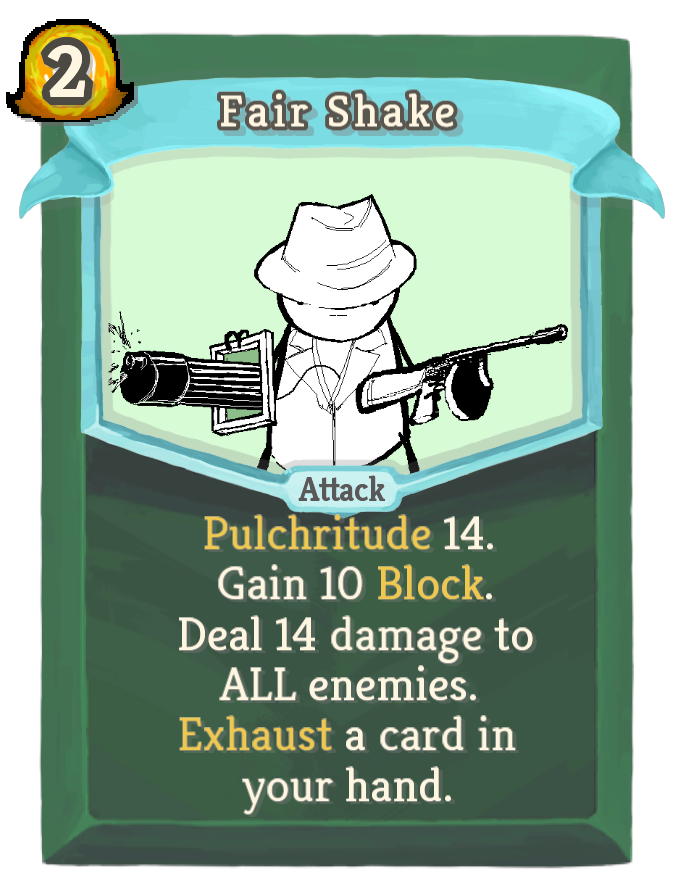 2
Fair Shake
Attack
Pulchritude 14.
Gain 10 Block.
Deal 14 damage to
ALL enemies.
Exhaust a card in
your hand.